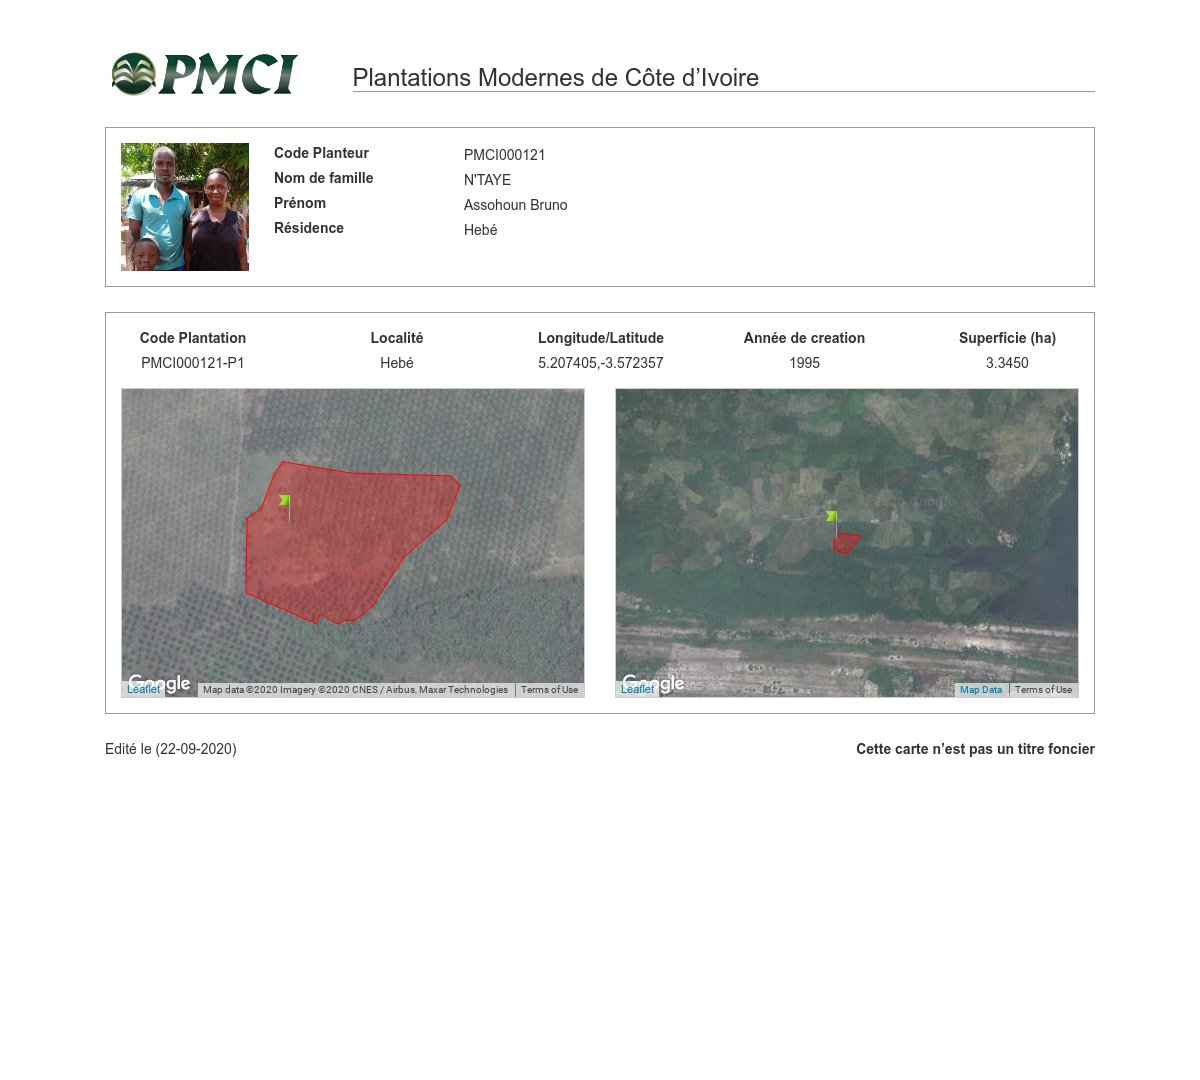 PMCI
Plantations Modernes de Côte d’Ivoire
Code Planteur PMCI000121
Nom de famille N'TAYE
Prénom Assohoun Bruno
Résidence Hebé
Code Plantation Localité Longitude/Latitude Année de creation Superficie (ha)
PMCI000121-P1 Hebé 5.207405,-3.572357 1995 3.3450
Google
Leaflet Map data ©2020 Imagery ©2020 CNES / Airbus, Maxar Technologies Terms of Use
Google
Leaflet Map Data Terms of Use
Edité le (22-09-2020) Cette carte n’est pas un titre foncier